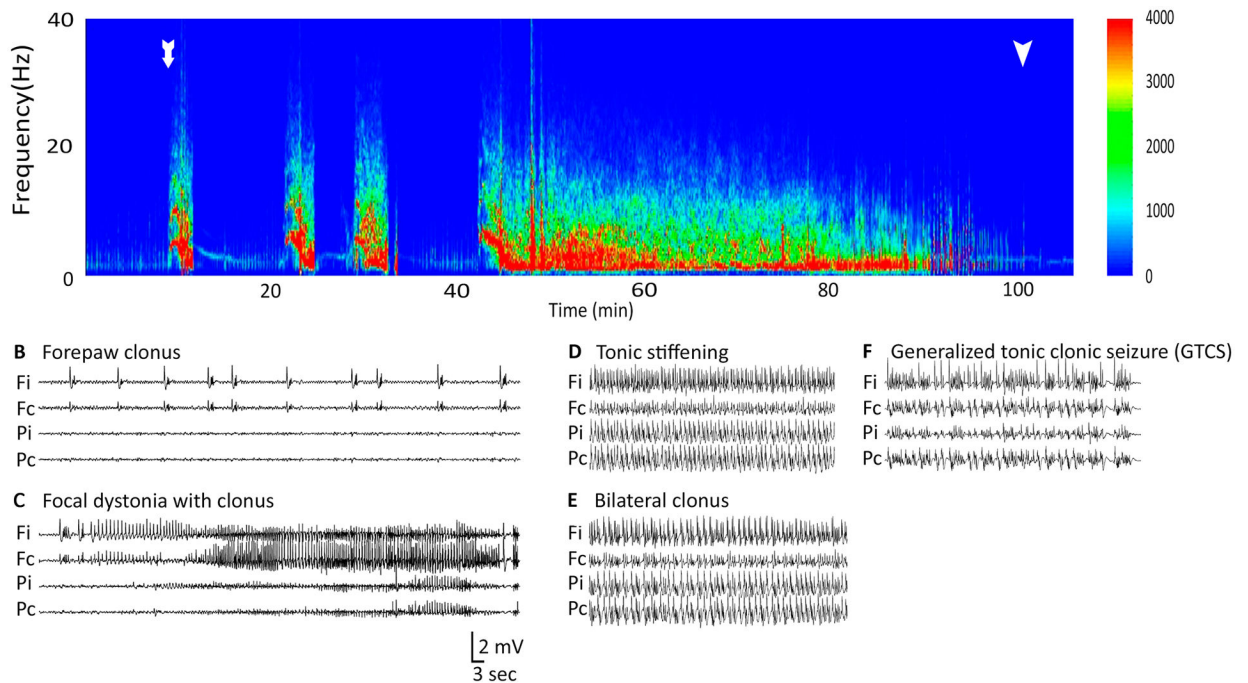 40
20
0
Frequency(Hz)
20
40
60
80
100
Time (min)
4000
3000
2000
1000
0
B Forepaw clonus
Fi
Fc
Pi
Pc
C Focal dystonia with clonus
Fi
Fc
Pi
Pc
2 mV
3 sec
D Tonic stiffening
Fi
Fc
Pi
Pc
E Bilateral clonus
Fi
Fc
Pi
Pc
F Generalized tonic clonic seizure (GTCS)
Fi
Fc
Pi
Pc